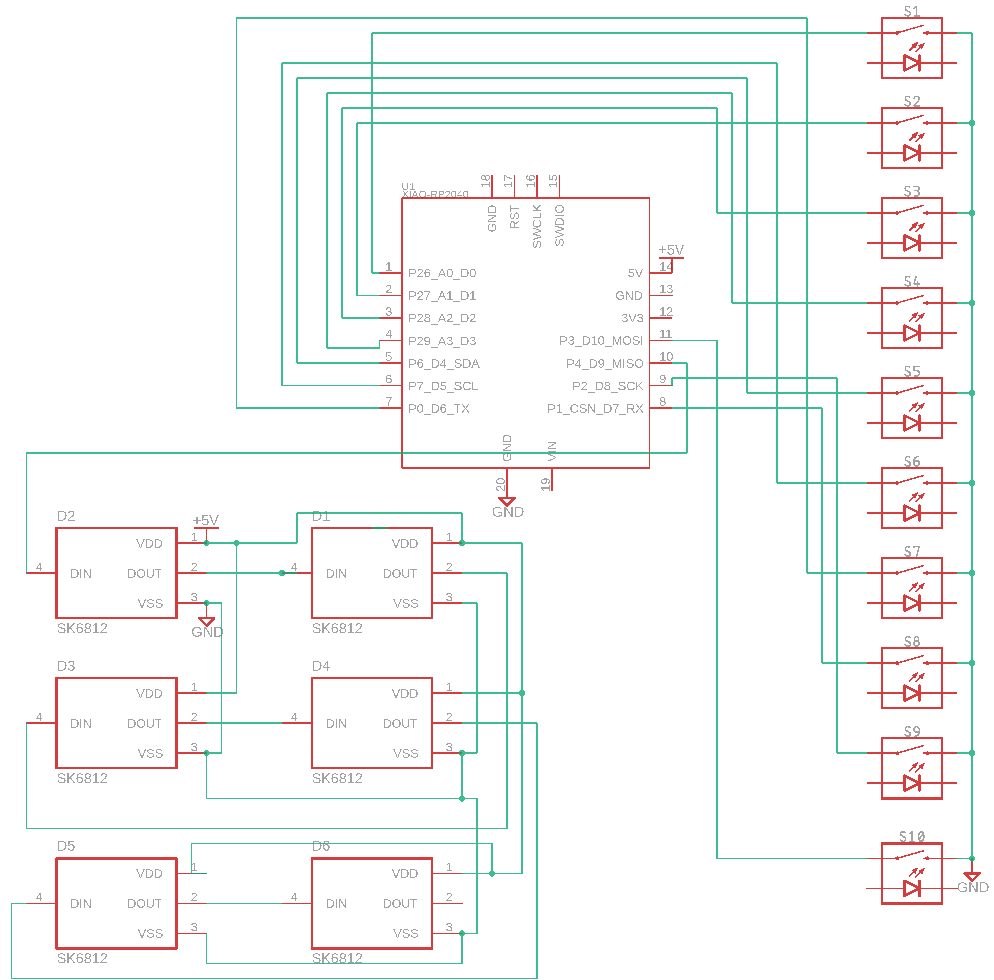 S1
S2
S3
S4
S5
S6
S7
S8
S9
S10
GND
U1
XIAO-RP2040
18 17 16 15
GND RST SWCLK SWDIO
+5V
1 P26_A0_D0 5V 14
2 P27_A1_D1 GND 13
3 P28_A2_D2 3V3 12
4 P29_A3_D3 P3_D10_MOSI 11
5 P6_D4_SDA P4_D9_MISO 10
6 P7_D5_SCL P2_D8_SCK 9
7 P0_D6_TX P1_CSN_D7_RX 8
GND VIN
20 19
GND
D2 +5V D1
VDD 1 VDD 1
4 DIN DOUT 2 4 DIN DOUT 2
VSS 3 VSS 3
SK6812 GND SK6812
D3 D4
VDD 1 VDD 1
4 DIN DOUT 2 4 DIN DOUT 2
VSS 3 VSS 3
SK6812 SK6812
D5 D6
VDD 1 VDD 1
4 DIN DOUT 2 4 DIN DOUT 2
VSS 3 VSS 3
SK6812 SK6812